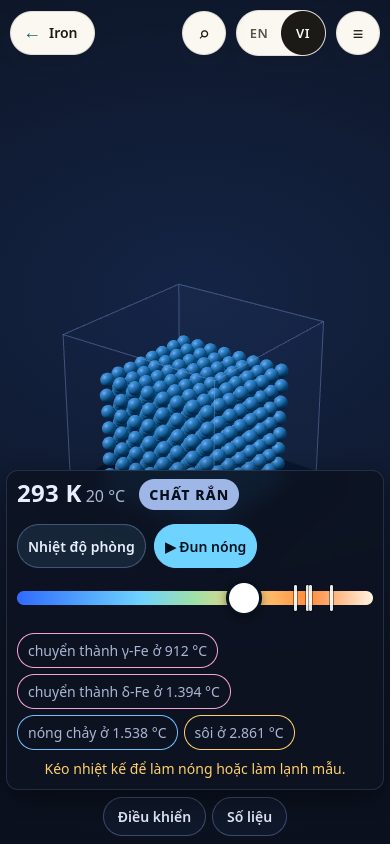 ← Iron
EN VI
293 K 20 °C CHẤT RẮN
Nhiệt độ phòng ▶ Đun nóng
chuyển thành γ-Fe ở 912 °C
chuyển thành δ-Fe ở 1.394 °C
nóng chảy ở 1.538 °C sôi ở 2.861 °C
Kéo nhiệt kế để làm nóng hoặc làm lạnh mẫu.
Điều khiển Số liệu